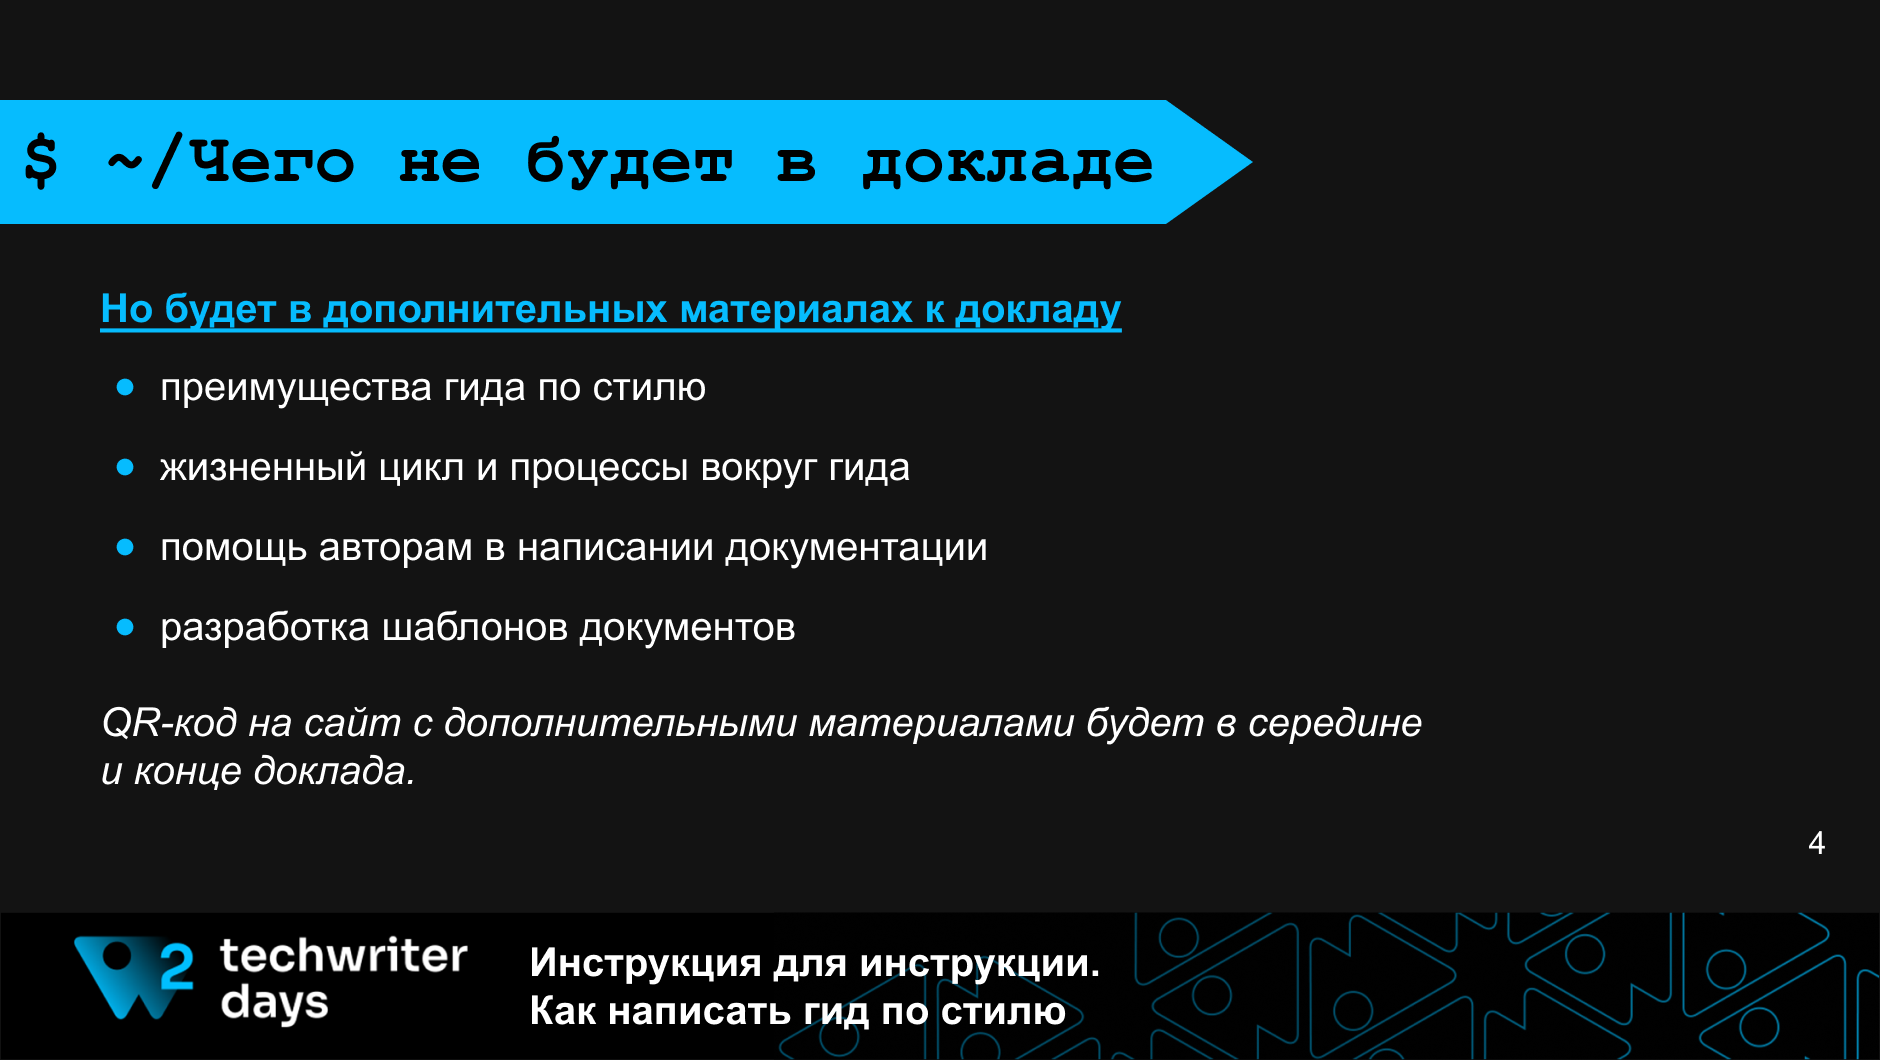 $ ~/Чего не будет в докладе
Но будет в дополнительных материалах к докладу
● преимущества гида по стилю
● жизненный цикл и процессы вокруг гида
● помощь авторам в написании документации
● разработка шаблонов документов
QR-код на сайт с дополнительными материалами будет в середине
и конце доклада.
4
2
techwriter
days
Инструкция для инструкции.
Как написать гид по стилю